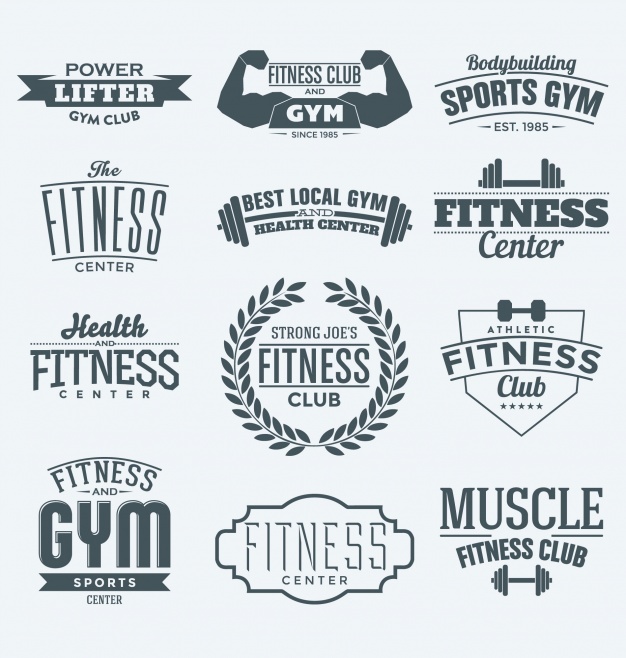 POWER
LIFTER
GYM CLUB
FITNESS CLUB
AND
GYM
SINCE 1985
Bodybuilding
SPORTS GYM
EST. 1985
The
FITNESS
CENTER
BEST LOCAL GYM
AND
HEALTH CENTER
FITNESS
Center
Health
AND
FITNESS
CENTER
STRONG JOE'S
FITNESS
CLUB
ATHLETIC
FITNESS
Club
FITNESS
AND
GYM
SPORTS
CENTER
FITNESS
CENTER
MUSCLE
FITNESS CLUB